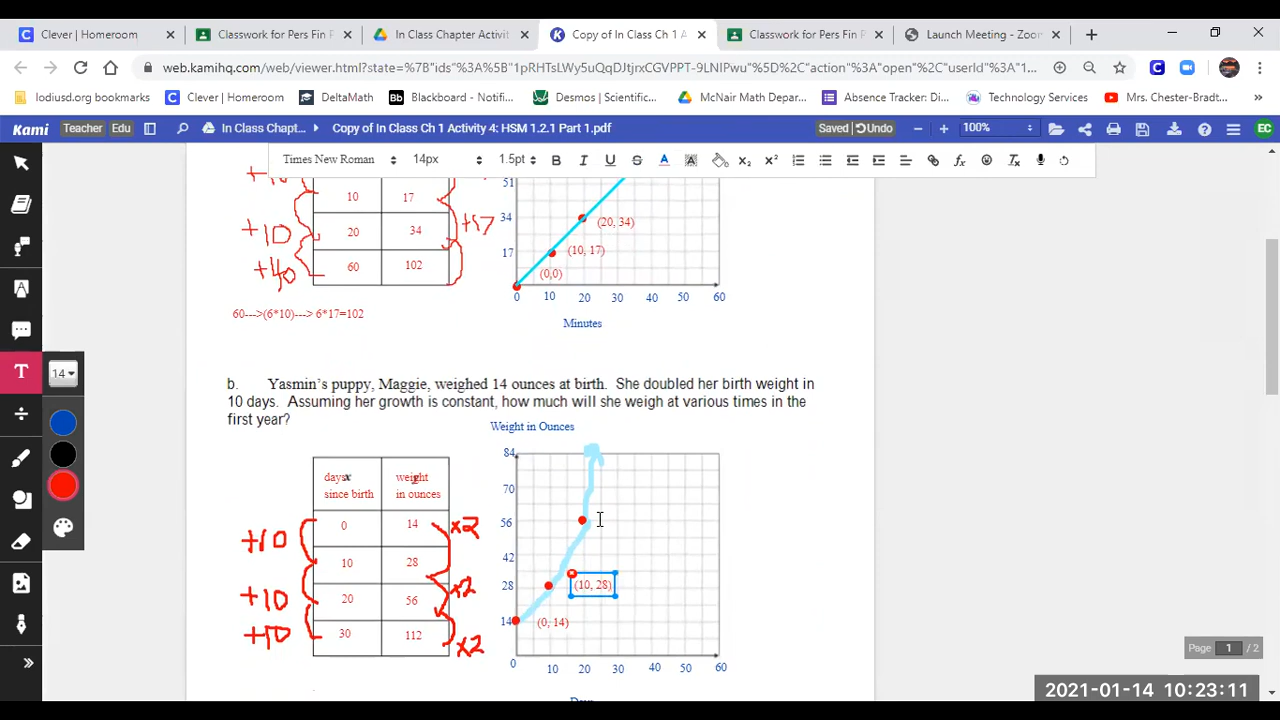 Clever | Homeroom
Classwork for Pers Fin F
In Class Chapter Activi
Copy of In Class Ch 1 A
Classwork for Pers Fin R
Launch Meeting - Zoom
web.kamihq.com/web/viewer.html?state=%7B"ids"%3A%5B"1pRHTsLWy5uQqDJtjrxCGVPPT-9LNIPwu"%5D%2C"action"%3A"open"%2C"userId"%3A"1...
lodiusd.org bookmarks
Clever | Homeroom
DeltaMath
Blackboard - Notifi...
Desmos | Scientific...
McNair Math Depar...
Absence Tracker: Di...
Technology Services
Mrs. Chester-Bradt...
Kami
Teacher
Edu
In Class Chapt...
Copy of In Class Ch 1 Activity 4: HSM 1.2.1 Part 1.pdf
Saved
Undo
100%
EC
Times New Roman
14px
1.5pt
10 17
20 34
60 102
+10
+40
+17
51
34
17
(20, 34)
(10, 17)
(0,0)
0 10 20 30 40 50 60
Minutes
60--->(6*10)---> 6*17=102
14
b. Yasmin's puppy, Maggie, weighed 14 ounces at birth. She doubled her birth weight in
10 days. Assuming her growth is constant, how much will she weigh at various times in the
first year?
Weight in Ounces
days x
since birth
weight y
in ounces
0 14
10 28
20 56
30 112
+10
+10
+10
x2
x2
x2
84
70
56
42
28
14
(10, 28)
(0, 14)
0 10 20 30 40 50 60
Page 1 / 2
2021-01-14 10:23:11